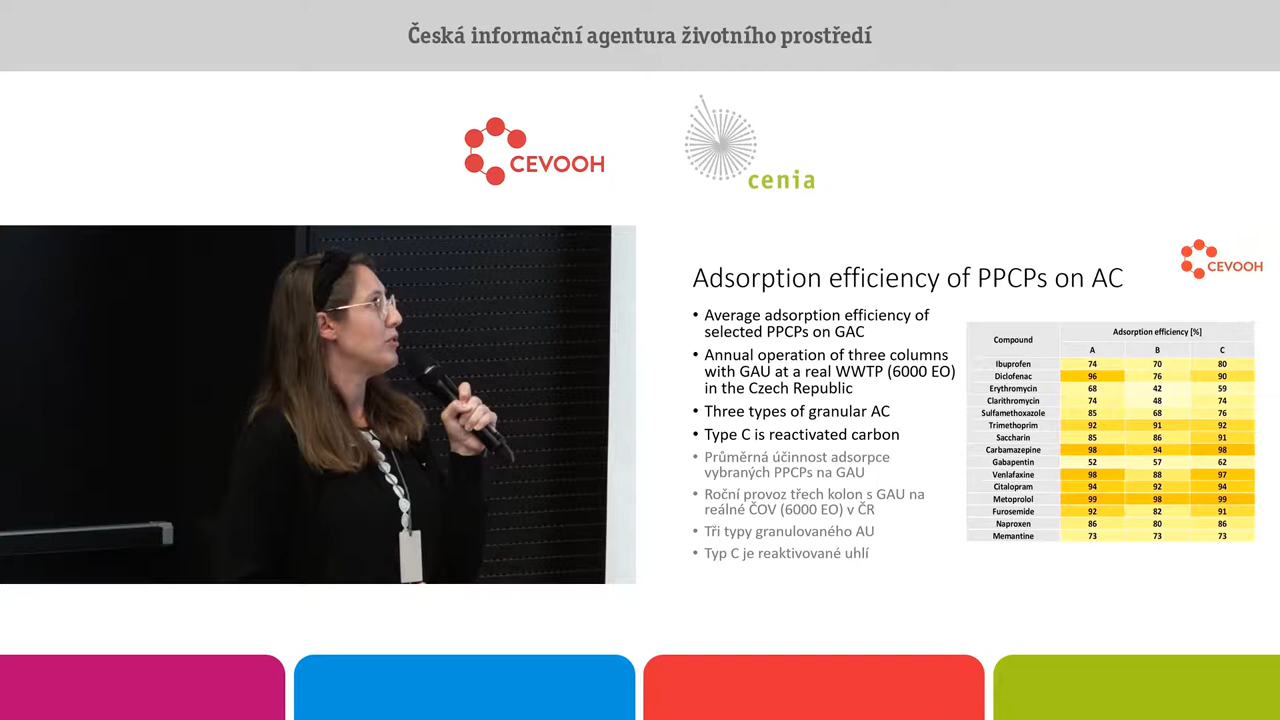 Česká informační agentura životního prostředí
CEVOOH
cenia
CEVOOH
Adsorption efficiency of PPCPs on AC
• Average adsorption efficiency of
selected PPCPs on GAC
• Annual operation of three columns
with GAU at a real WWTP (6000 EO)
in the Czech Republic
• Three types of granular AC
• Type C is reactivated carbon
• Průměrná účinnost adsorpce
vybraných PPCPs na GAU
• Roční provoz třech kolon s GAU na
reálné ČOV (6000 EO) v ČR
• Tři typy granulovaného AU
• Typ C je reaktivované uhlí
Compound Adsorption efficiency [%]
A B C
Ibuprofen 74 70 80
Diclofenac 96 76 90
Erythromycin 68 42 59
Clarithromycin 74 48 74
Sulfamethoxazole 85 68 76
Trimethoprim 92 91 92
Saccharin 85 86 91
Carbamazepine 98 94 98
Gabapentin 52 57 62
Venlafaxine 98 88 97
Citalopram 94 92 94
Metoprolol 99 98 99
Furosemide 92 82 91
Naproxen 86 80 86
Memantine 73 73 73